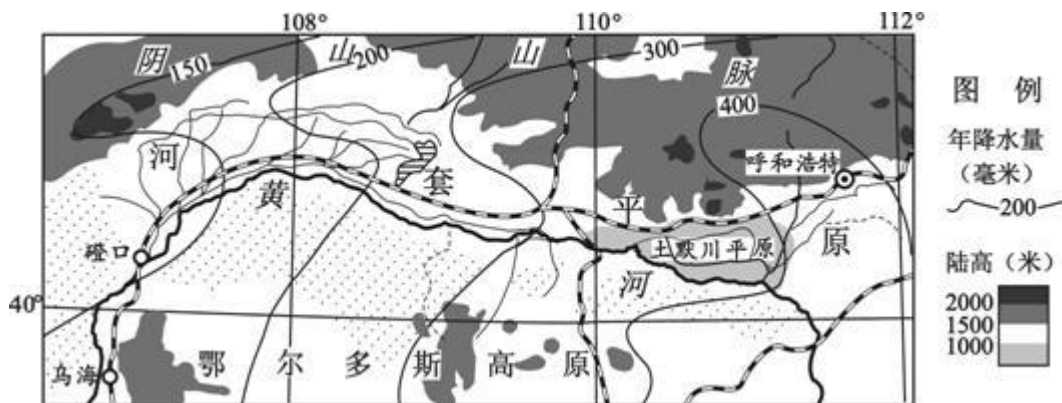 108°
110°
112°
阴
山
山
脉
150
200
300
400
图 例
年降水量
（毫米）
200
陆高（米）
2000
1500
1000
河
套
平
原
呼和浩特
黄
河
土默川平原
磴口
40°
乌海
鄂尔多斯高原